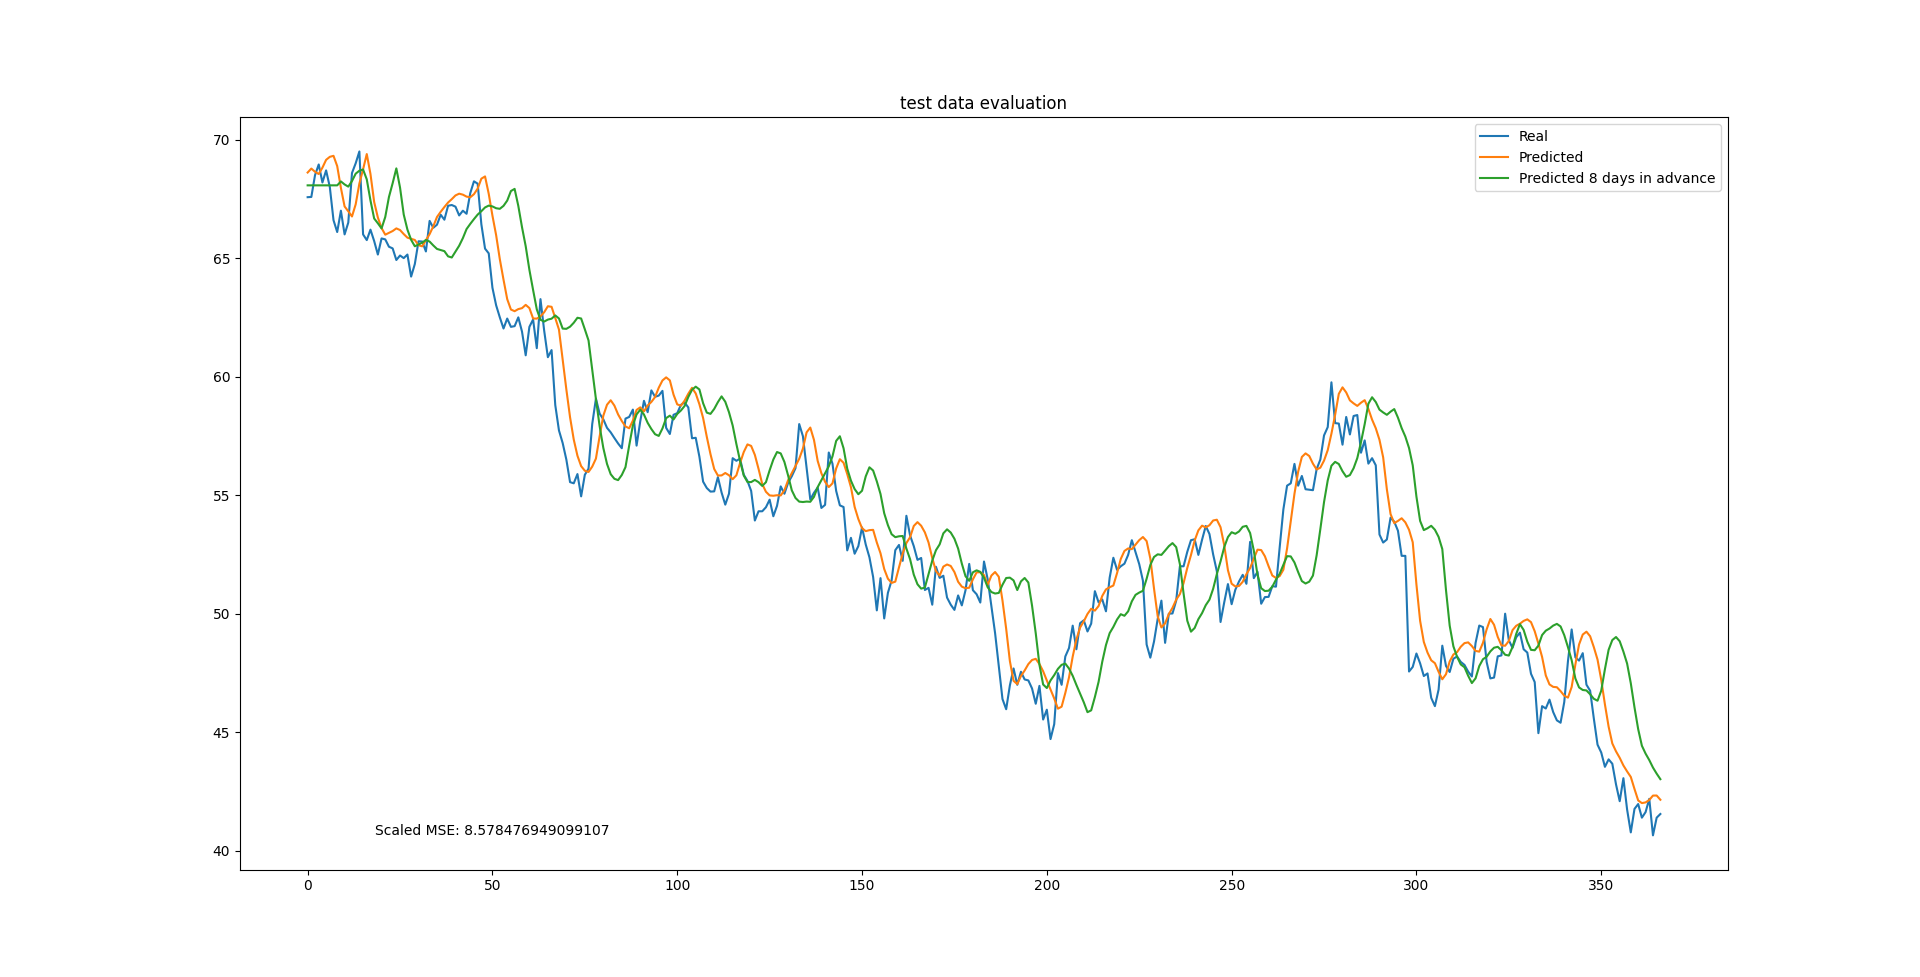 test data evaluation
Real
Predicted
Predicted 8 days in advance
70
65
60
55
50
45
40
Scaled MSE: 8.578476949099107
0 50 100 150 200 250 300 350